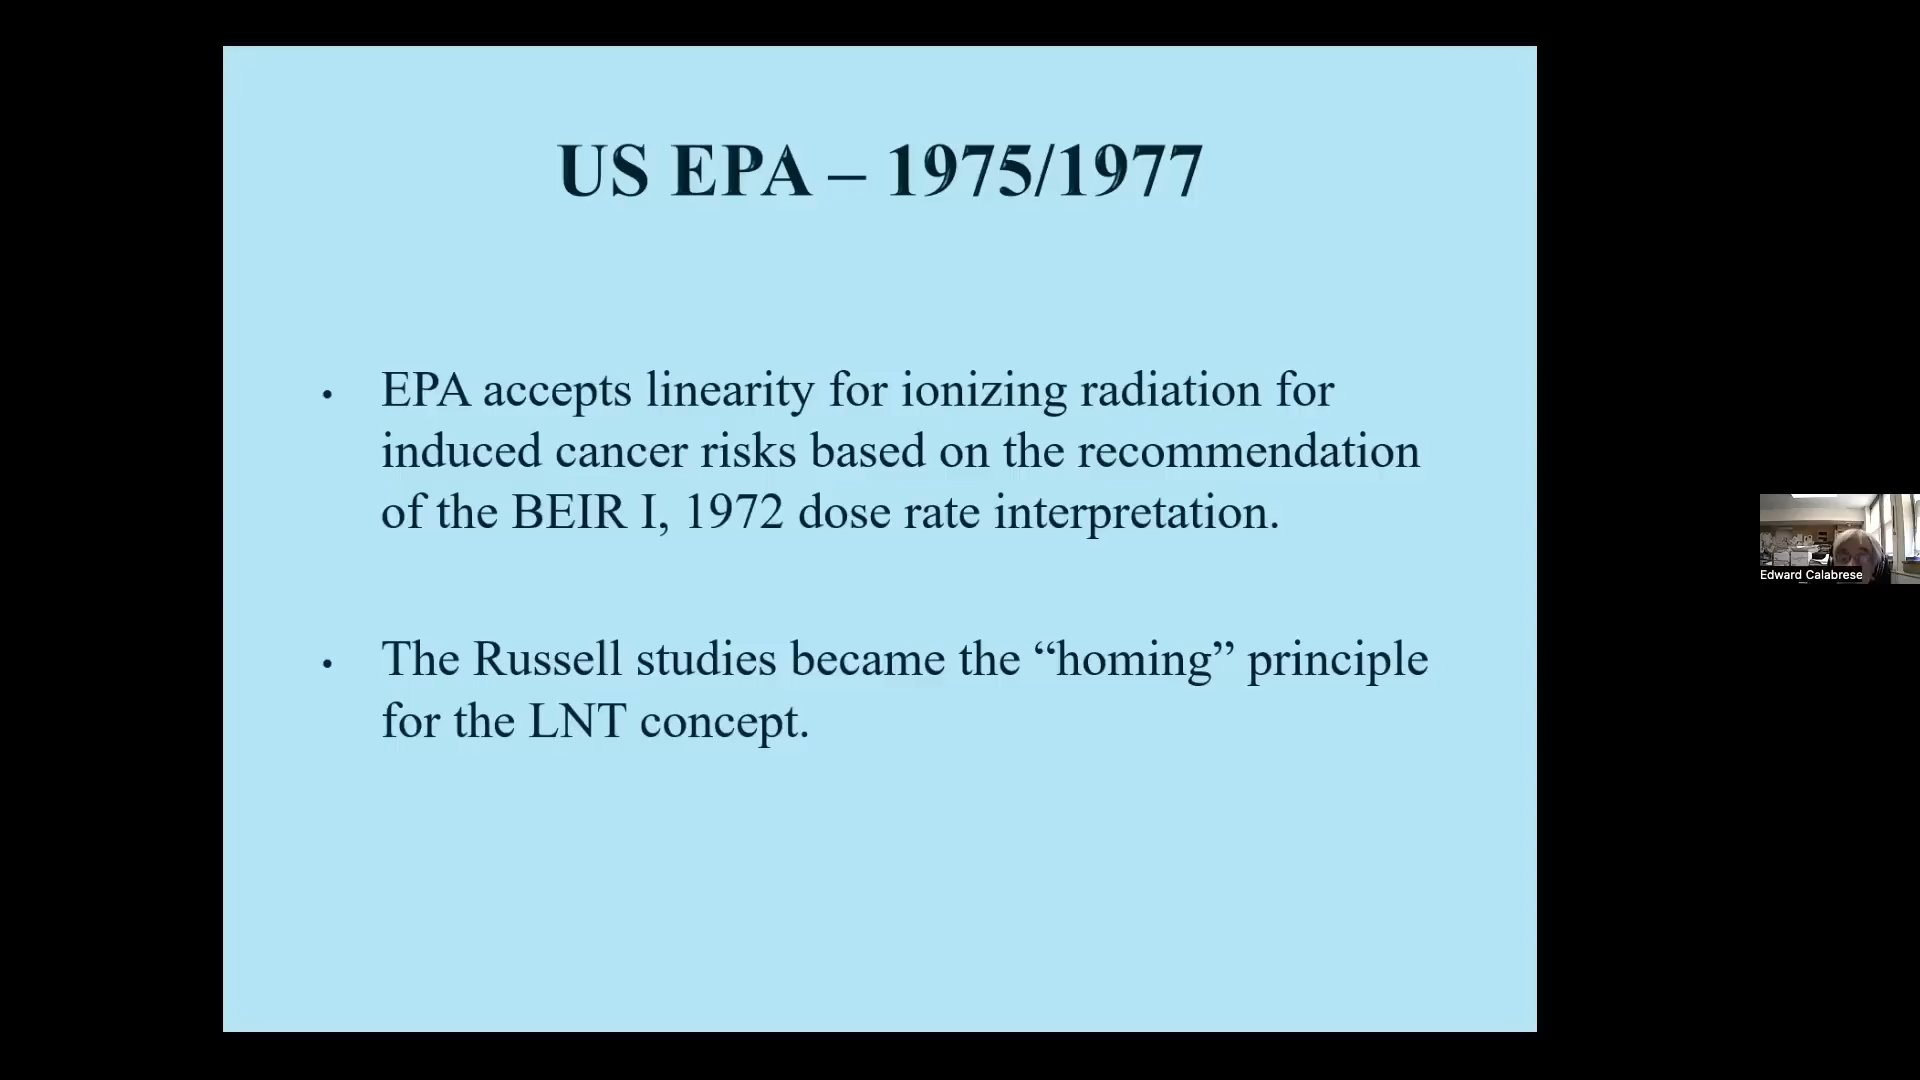 US EPA – 1975/1977
• EPA accepts linearity for ionizing radiation for
induced cancer risks based on the recommendation
of the BEIR I, 1972 dose rate interpretation.
• The Russell studies became the “homing” principle
for the LNT concept.
Edward Calabrese